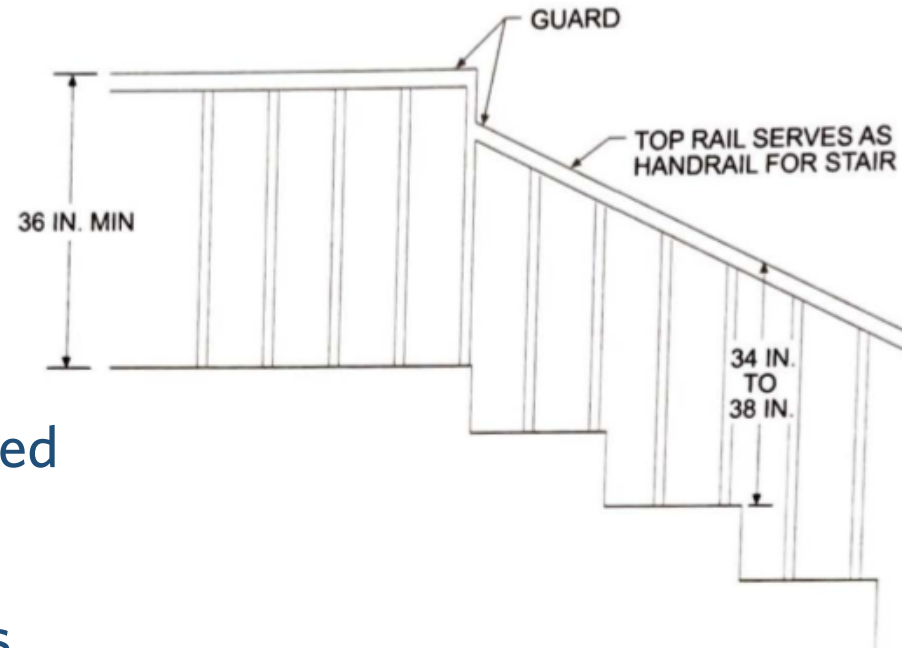 GUARD
TOP RAIL SERVES AS
HANDRAIL FOR STAIR
36 IN. MIN
34 IN.
TO
38 IN.
ed
s